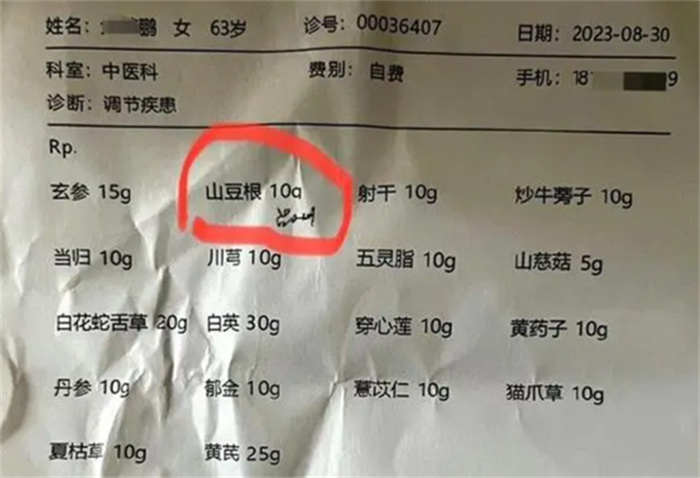 姓名: 鹏 女 63岁 诊号: 00036407 日期: 2023-08-30
科室: 中医科 费别: 自费 手机: 18 9
诊断: 调节疾患
Rp.
玄参 15g 山豆根 10g 射干 10g 炒牛蒡子 10g
当归 10g 川芎 10g 五灵脂 10g 山慈菇 5g
白花蛇舌草 20g 白英 30g 穿心莲 10g 黄药子 10g
丹参 10g 郁金 10g 薏苡仁 10g 猫爪草 10g
夏枯草 10g 黄芪 25g